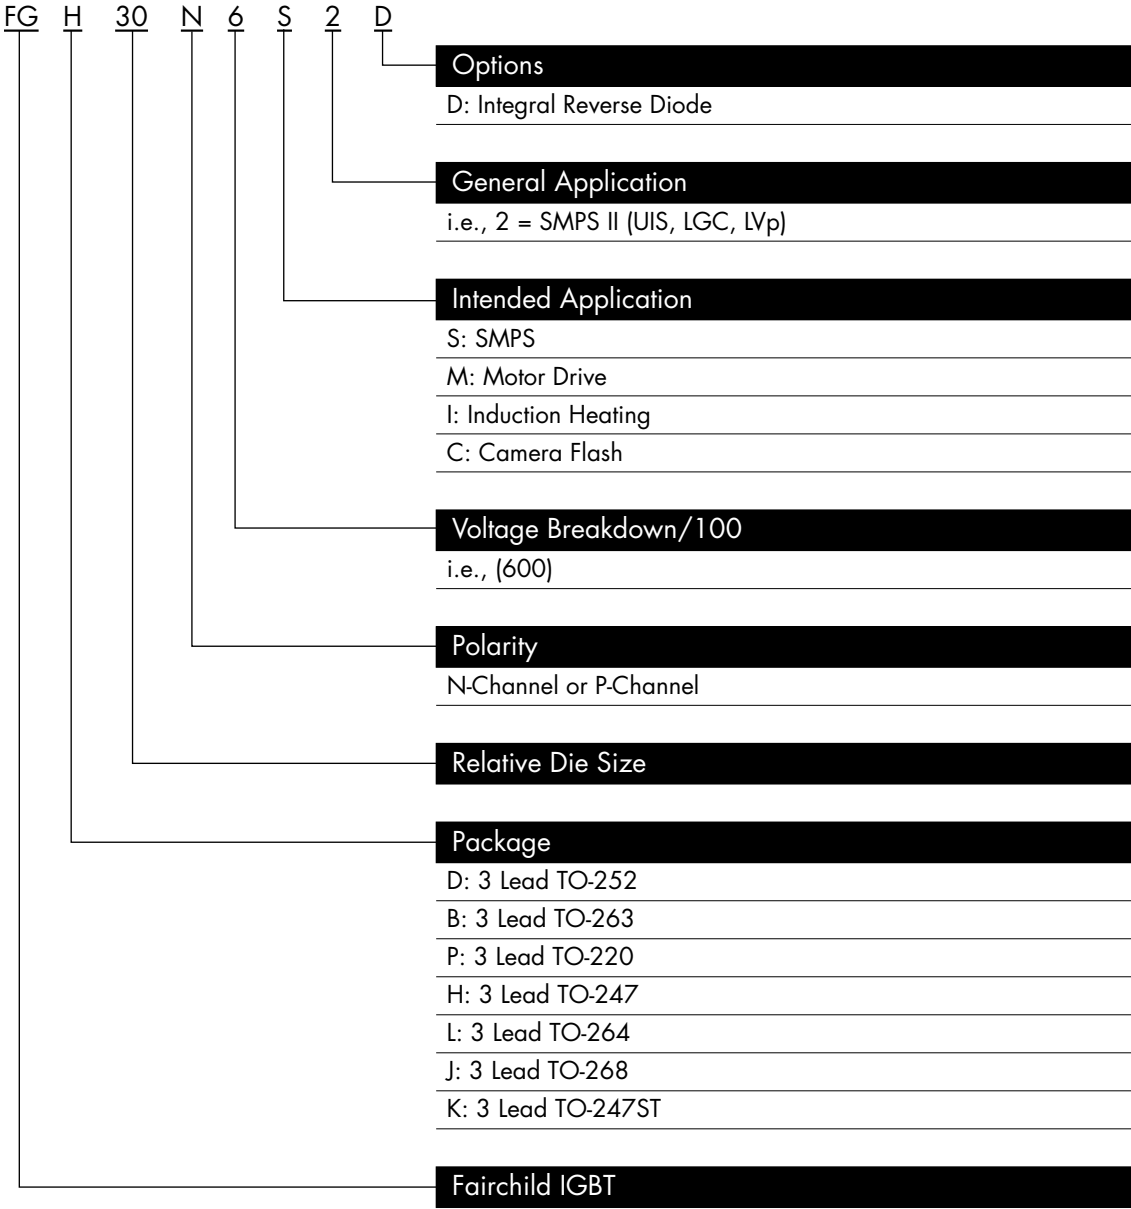 FG H 30 N 6 S 2 D
Options
D: Integral Reverse Diode
General Application
i.e., 2 = SMPS II (UIS, LGC, LVp)
Intended Application
S: SMPS
M: Motor Drive
I: Induction Heating
C: Camera Flash
Voltage Breakdown/100
i.e., (600)
Polarity
N-Channel or P-Channel
Relative Die Size
Package
D: 3 Lead TO-252
B: 3 Lead TO-263
P: 3 Lead TO-220
H: 3 Lead TO-247
L: 3 Lead TO-264
J: 3 Lead TO-268
K: 3 Lead TO-247ST
Fairchild IGBT